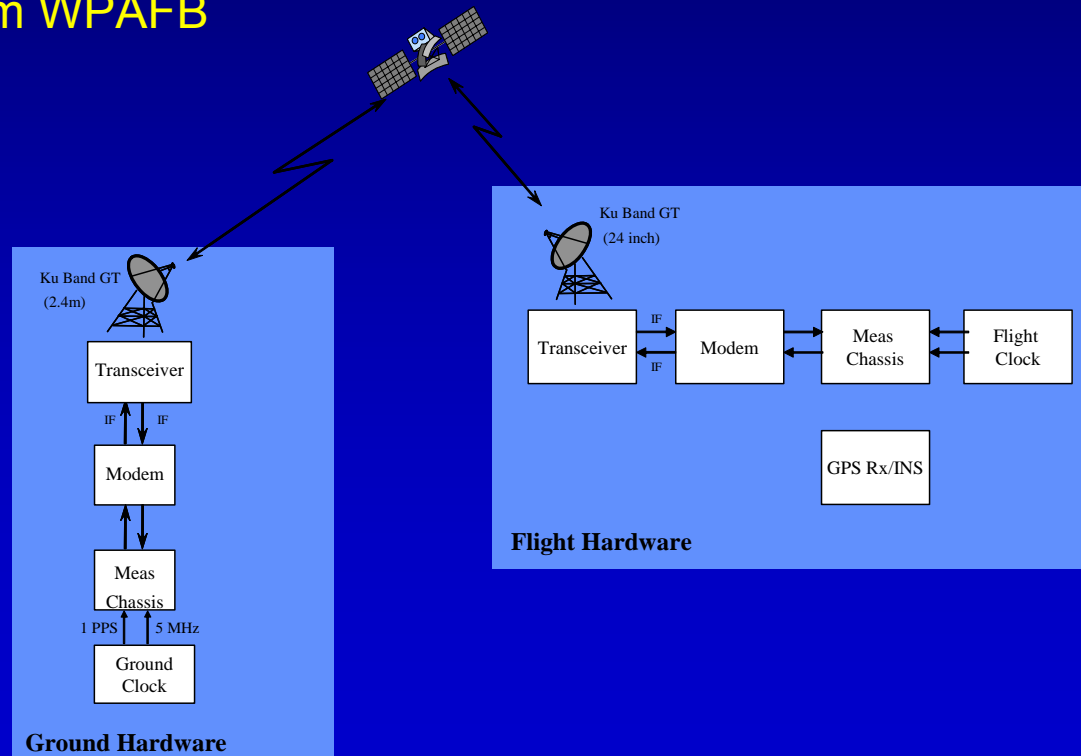 WPAFB
Ku Band GT
(24 inch)
IF
Transceiver
Modem
Meas
Chassis
Flight
Clock
IF
GPS Rx/INS
Flight Hardware
Ku Band GT
(2.4m)
Transceiver
IF
IF
Modem
Meas
Chassis
1 PPS
5 MHz
Ground
Clock
Ground Hardware